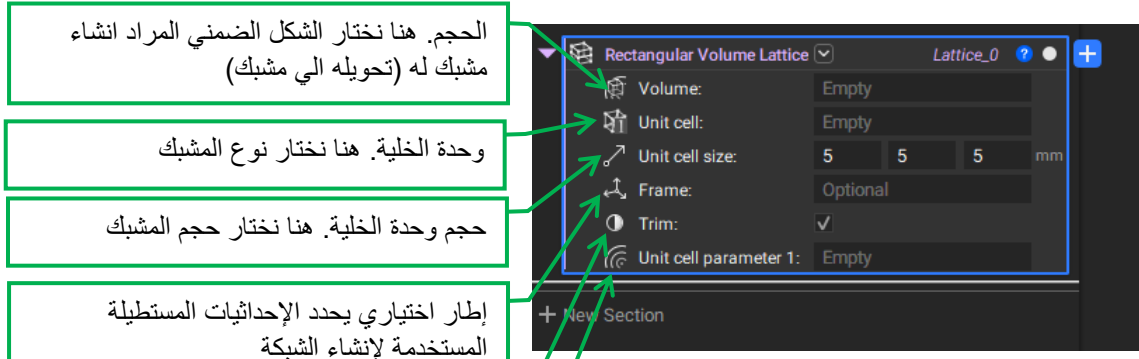 الحجم. هنا نختار الشكل الضمني المراد انشاء
مشبك له (تحويله الي مشبك)
وحدة الخلية. هنا نختار نوع المشبك
حجم وحدة الخلية. هنا نختار حجم المشبك
إطار اختياري يحدد الإحداثيات المستطيلة
المستخدمة لإنشاء الشبكة
Rectangular Volume Lattice Lattice_0 ?
Volume: Empty
Unit cell: Empty
Unit cell size: 5 5 5 mm
Frame: Optional
Trim:
Unit cell parameter 1: Empty
+ New Section